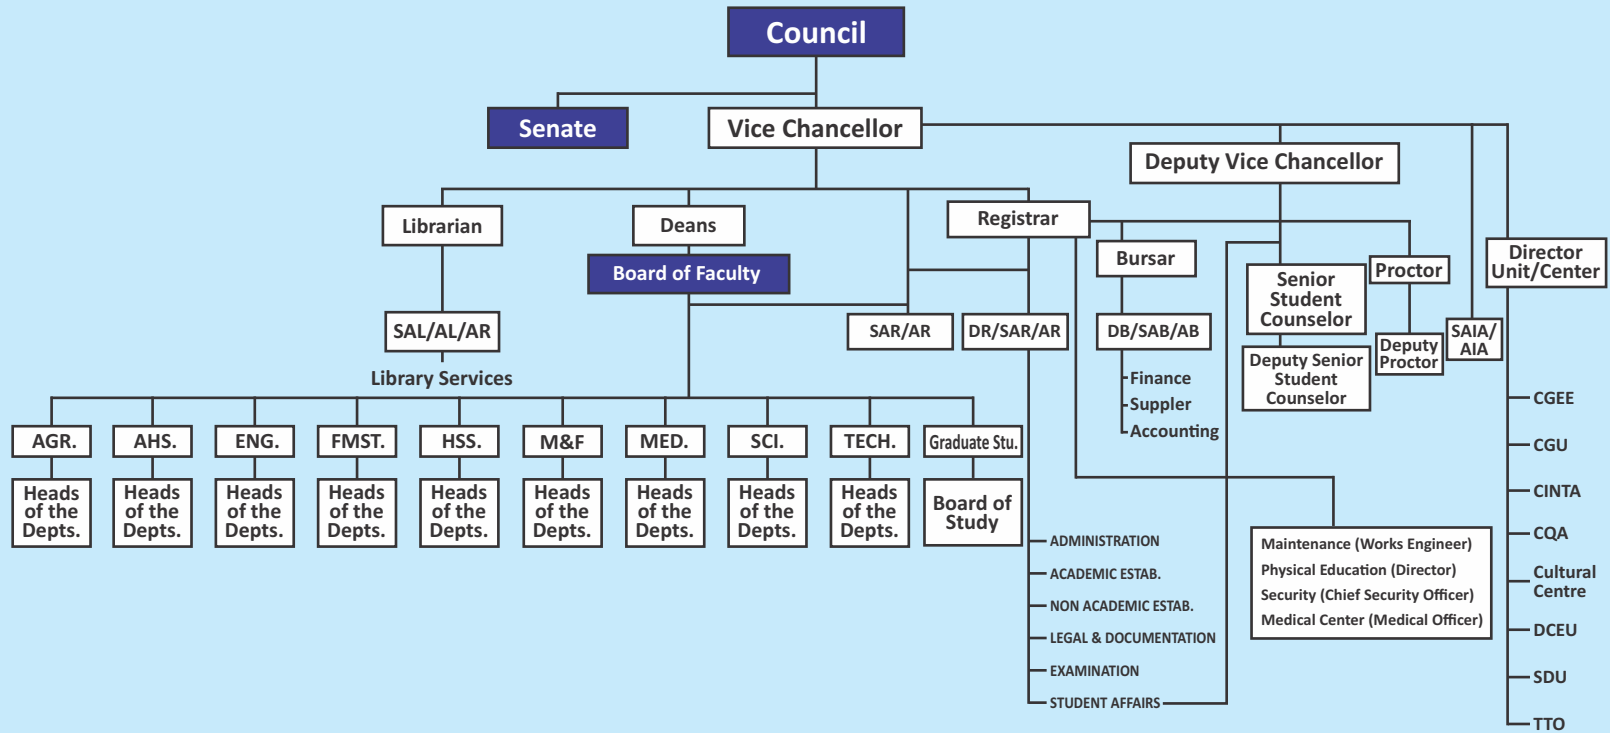 Council
Senate
Vice Chancellor
Deputy Vice Chancellor
Librarian
Deans
Registrar
Board of Faculty
Bursar
Senior
Student
Counselor
Proctor
Director
Unit/Center
SAL/AL/AR
SAR/AR
DR/SAR/AR
DB/SAB/AB
Deputy Senior
Student
Counselor
Deputy
Proctor
SAIA/
AIA
Library Services
Finance
Suppler
Accounting
AGR.
AHS.
ENG.
FMST.
HSS.
M&F
MED.
SCI.
TECH.
Graduate Stu.
Heads
of the
Depts.
Heads
of the
Depts.
Heads
of the
Depts.
Heads
of the
Depts.
Heads
of the
Depts.
Heads
of the
Depts.
Heads
of the
Depts.
Heads
of the
Depts.
Heads
of the
Depts.
Board of
Study
ADMINISTRATION
ACADEMIC ESTAB.
NON ACADEMIC ESTAB.
LEGAL & DOCUMENTATION
EXAMINATION
STUDENT AFFAIRS
Maintenance (Works Engineer)
Physical Education (Director)
Security (Chief Security Officer)
Medical Center (Medical Officer)
CGEE
CGU
CINTA
CQA
Cultural
Centre
DCEU
SDU
TTO